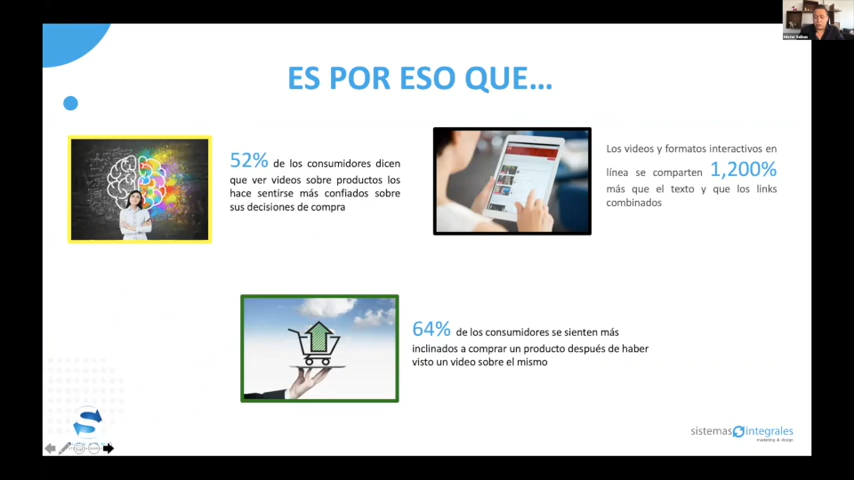 ES POR ESO QUE...
52% de los consumidores dicen
que ver videos sobre productos los
hace sentirse más confiados sobre
sus decisiones de compra
Los videos y formatos interactivos en
línea se comparten 1,200%
más que el texto y que los links
combinados
64% de los consumidores se sienten más
inclinados a comprar un producto después de haber
visto un video sobre el mismo
sistemas integrales
marketing & design